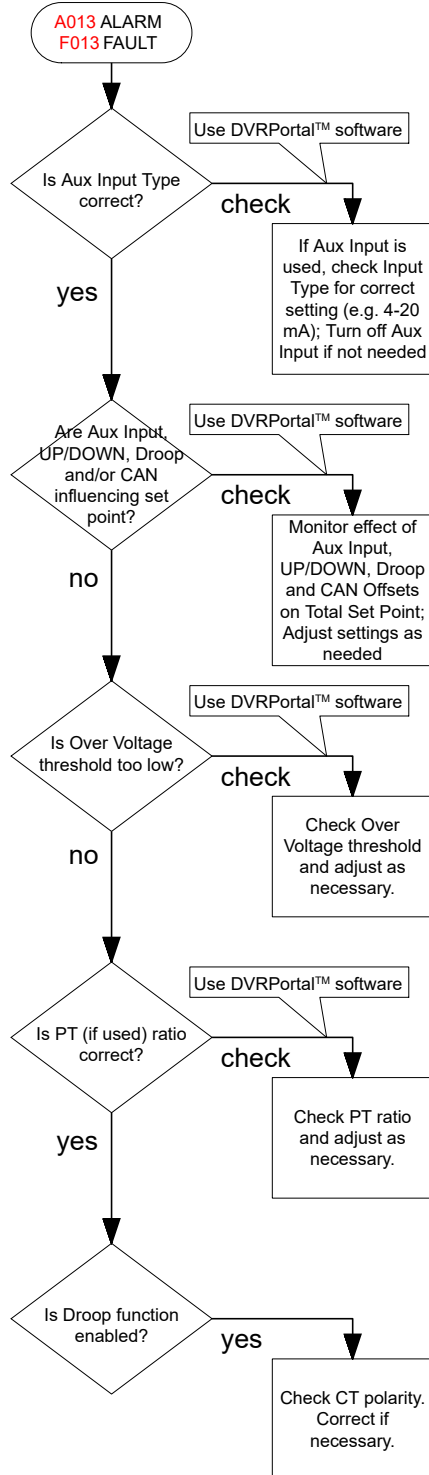 A013 ALARM
F013 FAULT
Use DVRPortal™ software
Is Aux Input Type
correct?
check
yes
If Aux Input is
used, check Input
Type for correct
setting (e.g. 4-20
mA); Turn off Aux
Input if not needed
Use DVRPortal™ software
Are Aux Input,
UP/DOWN, Droop
and/or CAN
influencing set
point?
check
no
Monitor effect of
Aux Input,
UP/DOWN, Droop
and CAN Offsets
on Total Set Point;
Adjust settings as
needed
Use DVRPortal™ software
Is Over Voltage
threshold too low?
check
no
Check Over
Voltage threshold
and adjust as
necessary.
Use DVRPortal™ software
Is PT (if used) ratio
correct?
check
yes
Check PT ratio
and adjust as
necessary.
Is Droop function
enabled?
yes
Check CT polarity.
Correct if
necessary.